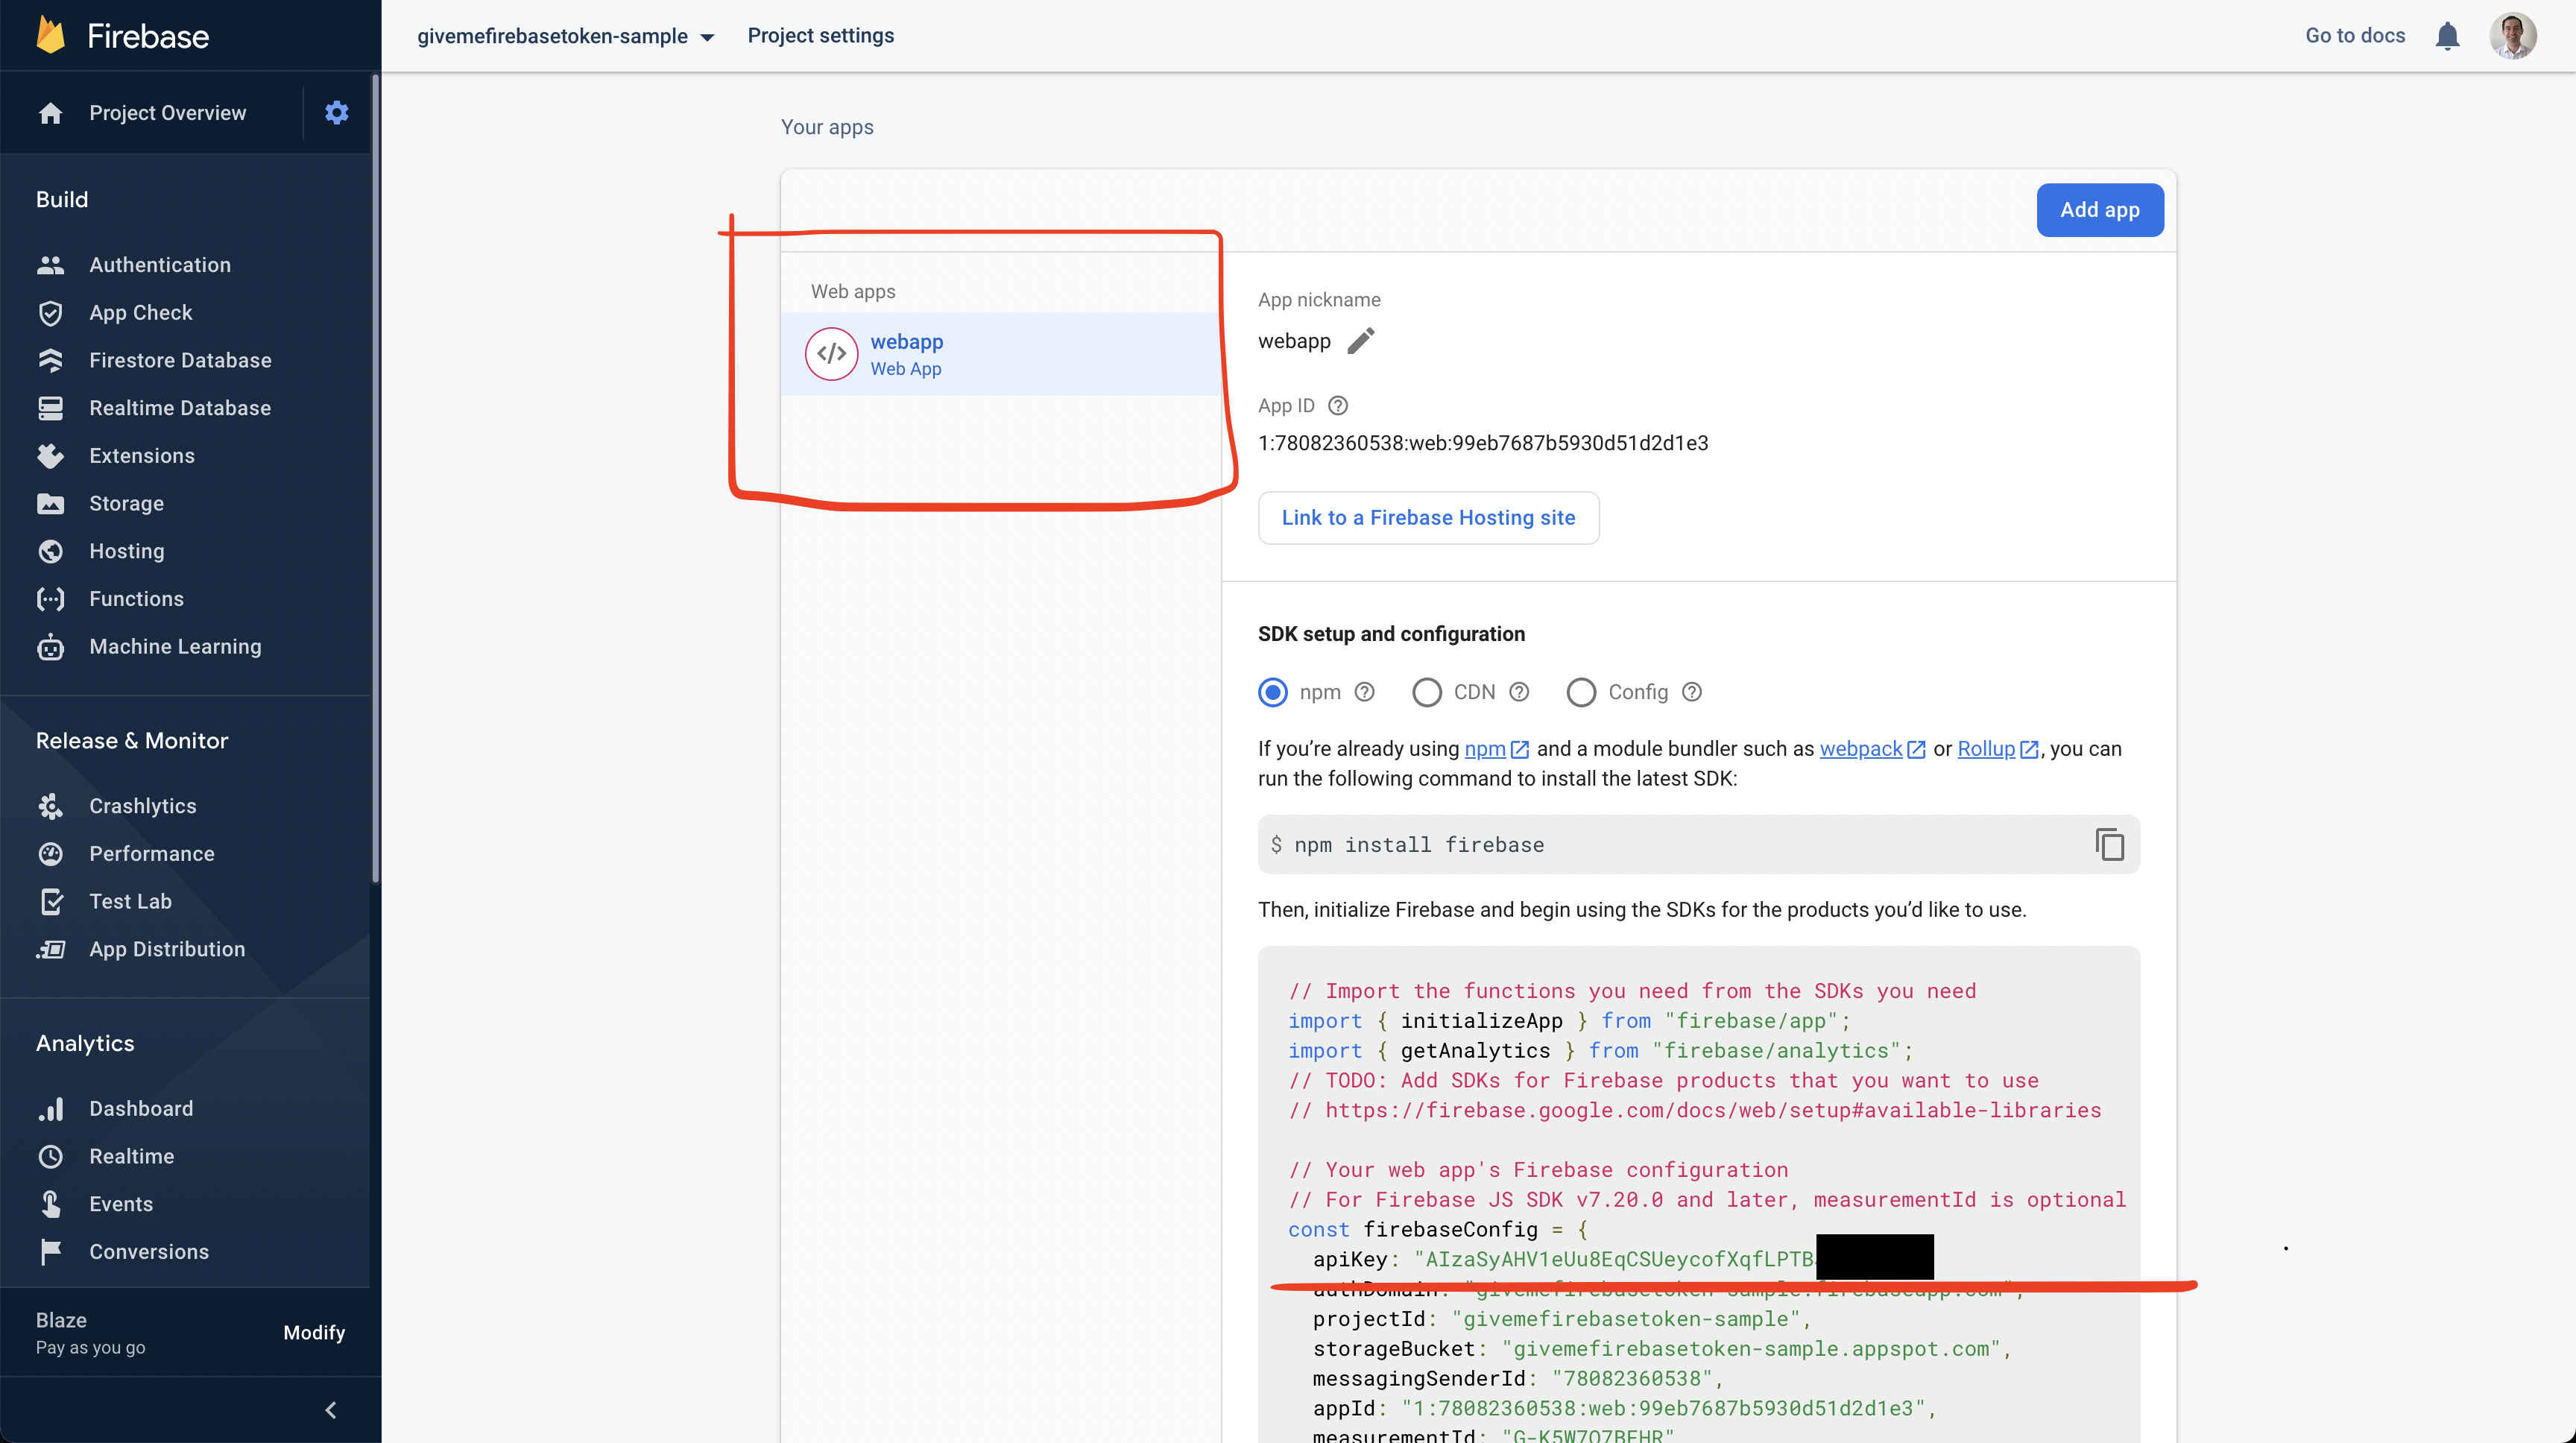 Firebase
givemefirebasetoken-sample
Project settings
Go to docs
Project Overview
Build
Authentication
App Check
Firestore Database
Realtime Database
Extensions
Storage
Hosting
Functions
Machine Learning
Release & Monitor
Crashlytics
Performance
Test Lab
App Distribution
Analytics
Dashboard
Realtime
Events
Conversions
Blaze
Pay as you go
Modify
Your apps
Add app
Web apps
webapp
Web App
App nickname
webapp
App ID
1:78082360538:web:99eb7687b5930d51d2d1e3
Link to a Firebase Hosting site
SDK setup and configuration
npm CDN Config
If you’re already using npm and a module bundler such as webpack or Rollup, you can
run the following command to install the latest SDK:
$ npm install firebase
Then, initialize Firebase and begin using the SDKs for the products you’d like to use.
// Import the functions you need from the SDKs you need
import { initializeApp } from "firebase/app";
import { getAnalytics } from "firebase/analytics";
// TODO: Add SDKs for Firebase products that you want to use
// https://firebase.google.com/docs/web/setup#available-libraries
// Your web app's Firebase configuration
// For Firebase JS SDK v7.20.0 and later, measurementId is optional
const firebaseConfig = {
apiKey: "AIzaSyAHV1eUu8EqCSUeycofXqfLPTB
authDomain: "givemefirebasetoken-sample.firebaseapp.com",
projectId: "givemefirebasetoken-sample",
storageBucket: "givemefirebasetoken-sample.appspot.com",
messagingSenderId: "78082360538",
appId: "1:78082360538:web:99eb7687b5930d51d2d1e3",
measurementId: